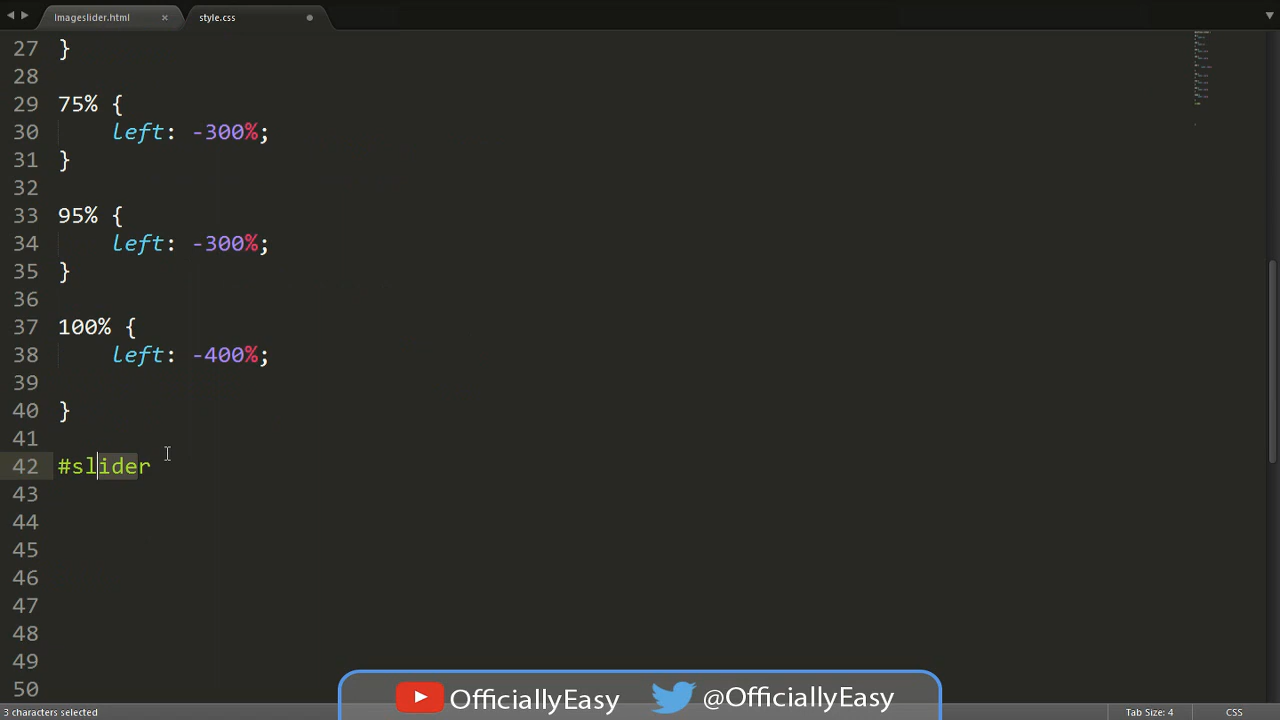 Imageslider.html × style.css
27 }
28
29 75% {
30 left: -300%;
31 }
32
33 95% {
34 left: -300%;
35 }
36
37 100% {
38 left: -400%;
39
40 }
41
42 #slider
43
44
45
46
47
48
49
50
OfficiallyEasy @OfficiallyEasy
3 characters selected Tab Size: 4 CSS